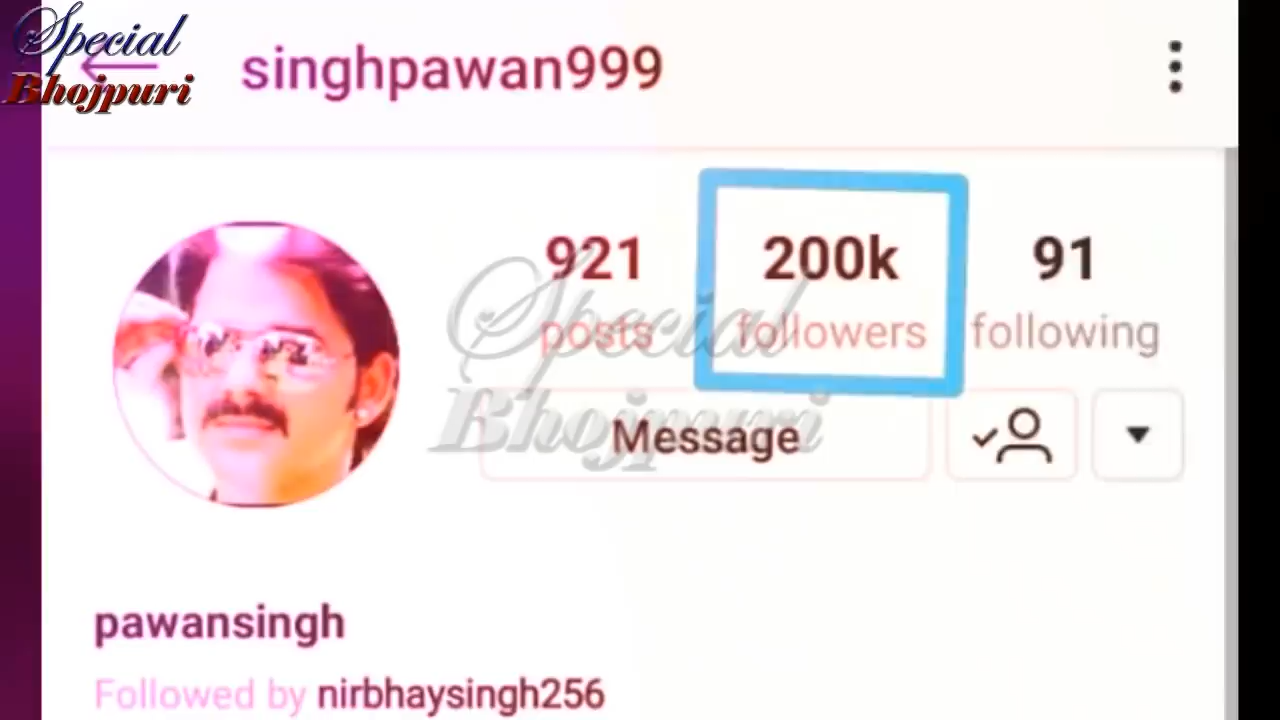 Special
Bhojpuri
singhpawan999
921 200k 91
posts followers following
Special
Bhojpuri
Message
pawansingh
Followed by nirbhaysingh256